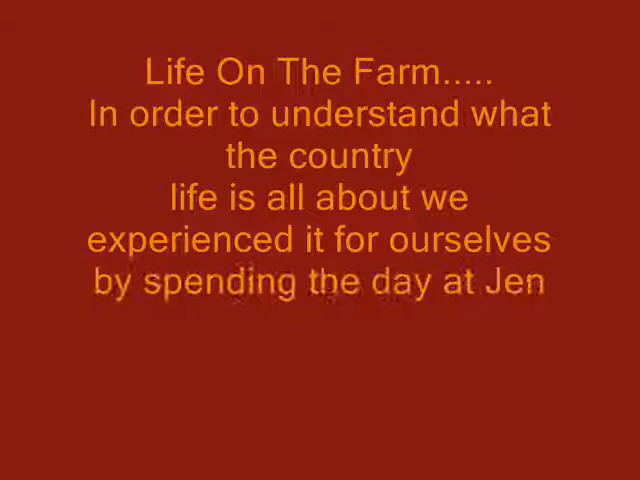 Life On The Farm.....
In order to understand what
the country
life is all about we
experienced it for ourselves
by spending the day at Jen